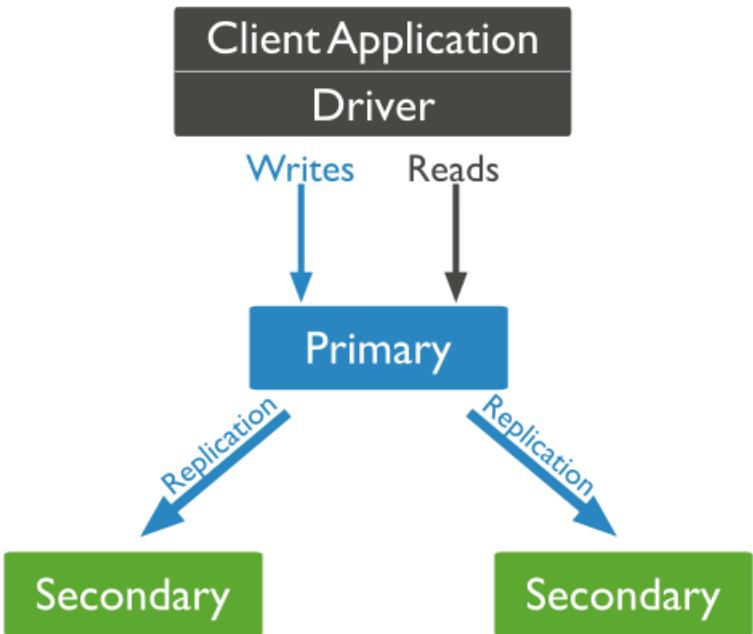 Client Application
Driver
Writes
Reads
Primary
Replication
Replication
Secondary
Secondary